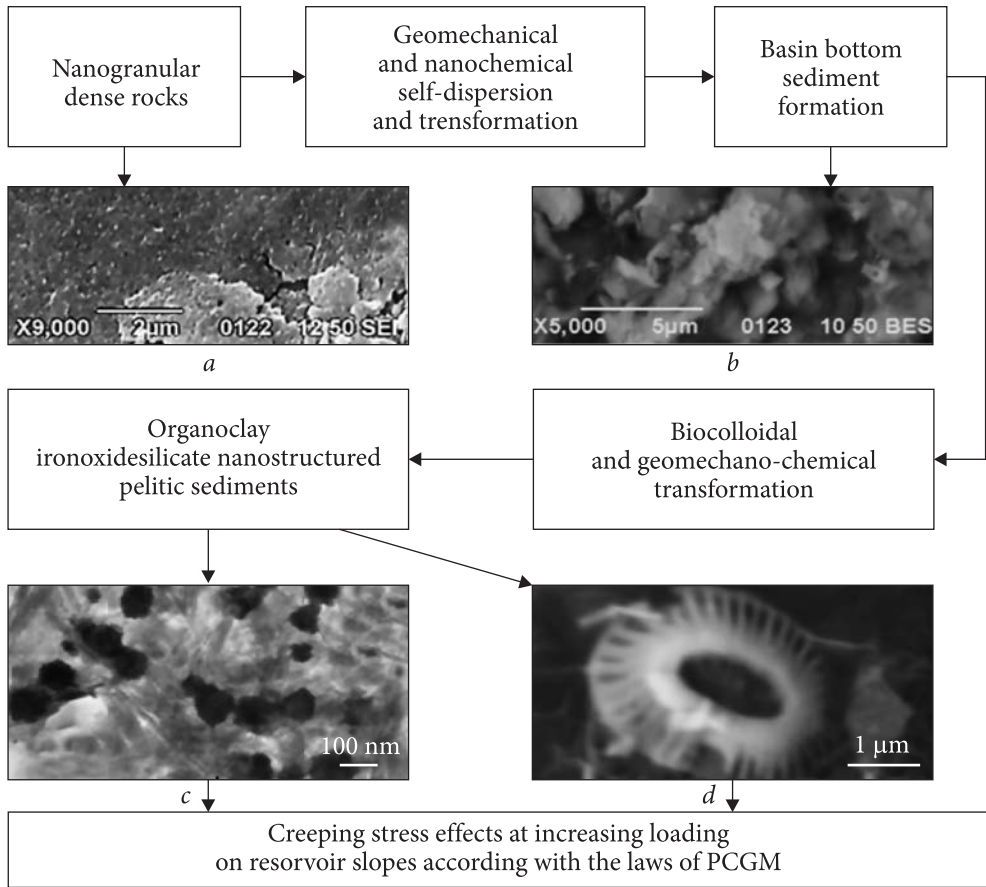 Nanogranular
dense rocks
Geomechanical
and nanochemical
self-dispersion
and trensformation
Basin bottom
sediment
formation
X9,000 2µm 0122 12 50 SEI
a
X5,000 5µm 0123 10 50 BES
b
Organoclay
ironoxidesilicate nanostructured
pelitic sediments
Biocolloidal
and geomechano-chemical
transformation
100 nm
c
1 µm
d
Creeping stress effects at increasing loading
on resorvoir slopes according with the laws of PCGM